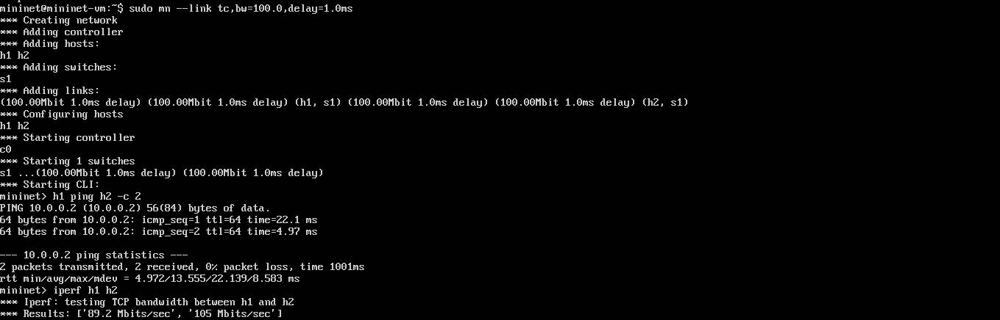 mininet@mininet-vm:~$ sudo mn --link tc,bw=100.0,delay=1.0ms
*** Creating network
*** Adding controller
*** Adding hosts:
h1 h2
*** Adding switches:
s1
*** Adding links:
(100.00Mbit 1.0ms delay) (100.00Mbit 1.0ms delay) (h1, s1) (100.00Mbit 1.0ms delay) (100.00Mbit 1.0ms delay) (h2, s1)
*** Configuring hosts
h1 h2
*** Starting controller
c0
*** Starting 1 switches
s1 ...(100.00Mbit 1.0ms delay) (100.00Mbit 1.0ms delay)
*** Starting CLI:
mininet> h1 ping h2 -c 2
PING 10.0.0.2 (10.0.0.2) 56(84) bytes of data.
64 bytes from 10.0.0.2: icmp_seq=1 ttl=64 time=22.1 ms
64 bytes from 10.0.0.2: icmp_seq=2 ttl=64 time=4.97 ms

--- 10.0.0.2 ping statistics ---
2 packets transmitted, 2 received, 0% packet loss, time 1001ms
rtt min/avg/max/mdev = 4.972/13.555/22.139/8.583 ms
mininet> iperf h1 h2
*** Iperf: testing TCP bandwidth between h1 and h2
*** Results: ['89.2 Mbits/sec', '105 Mbits/sec']